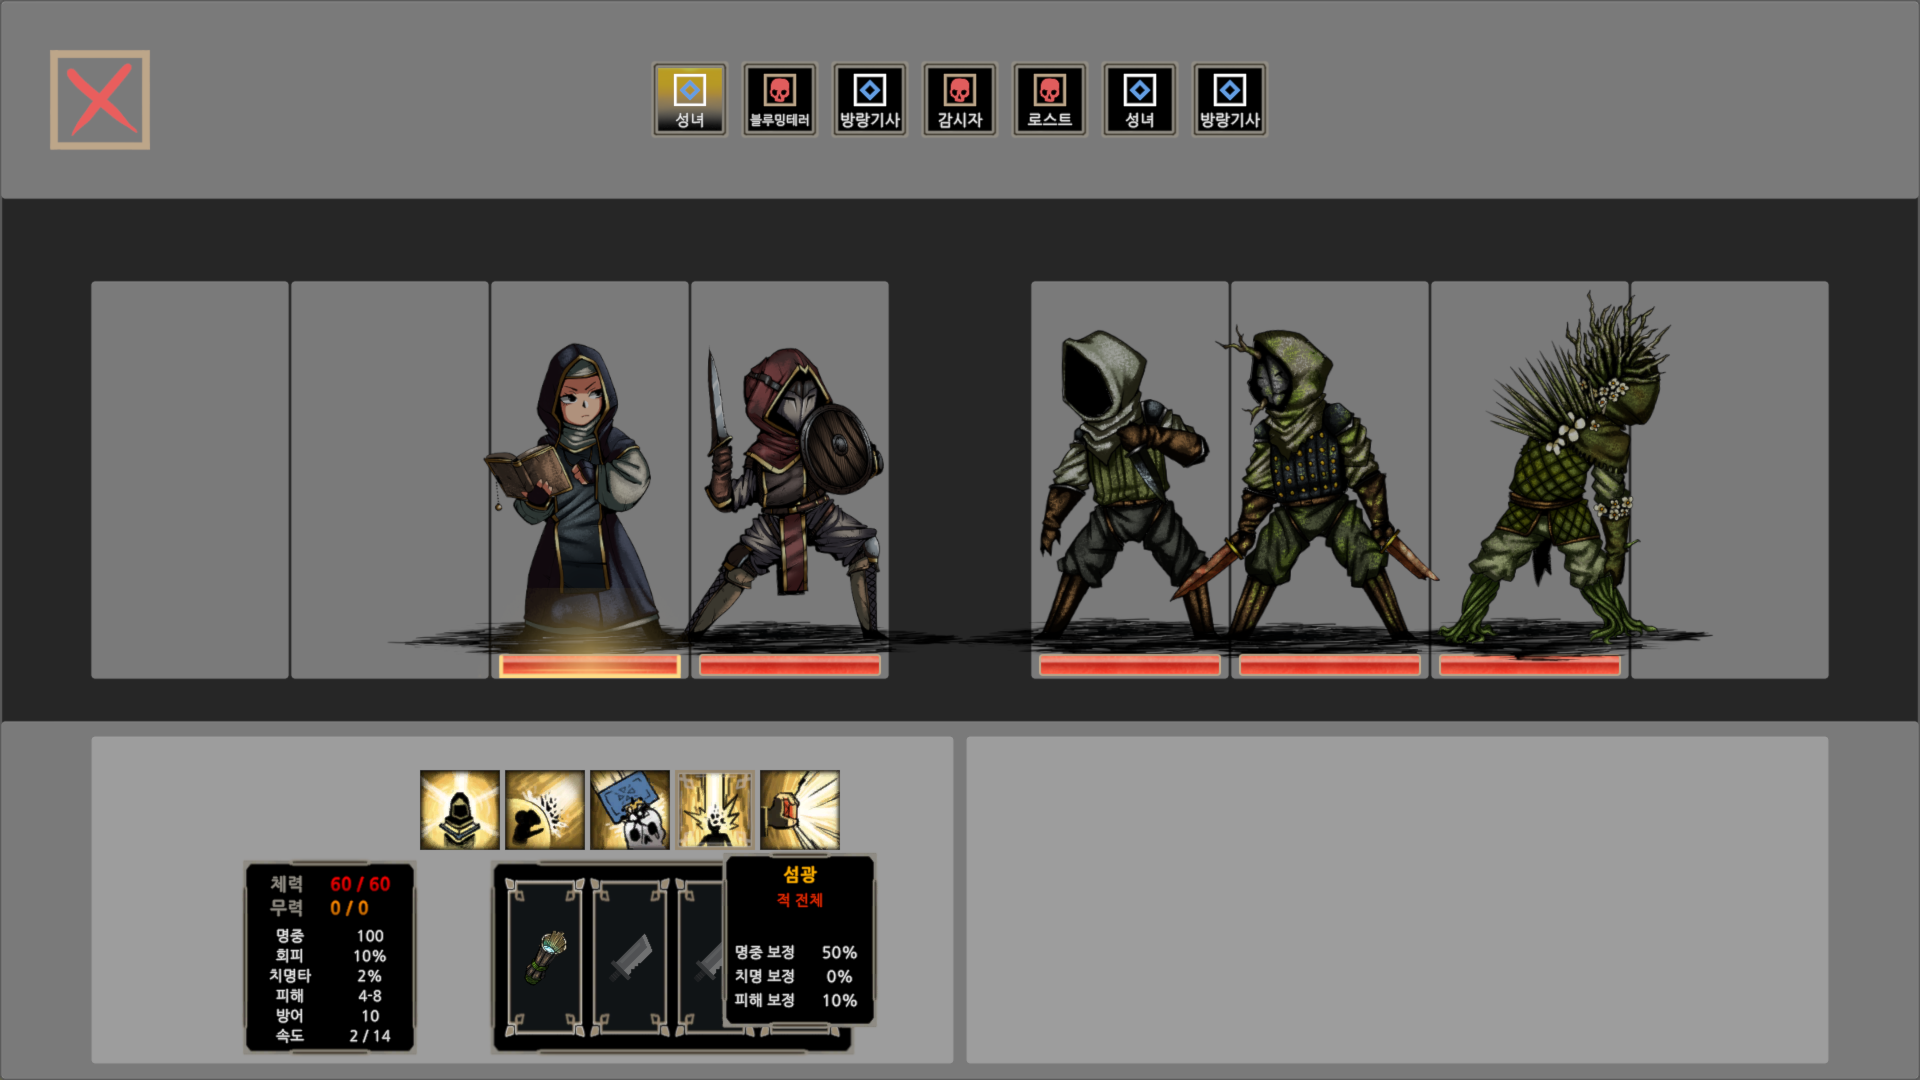 성녀
블루밍테러
방랑기사
감시자
로스트
성녀
방랑기사
체력 60 / 60
무력 0 / 0
명중 100
회피 10%
치명타 2%
피해 4-8
방어 10
속도 2 / 14
섬광
적 전체
명중 보정 50%
치명 보정 0%
피해 보정 10%